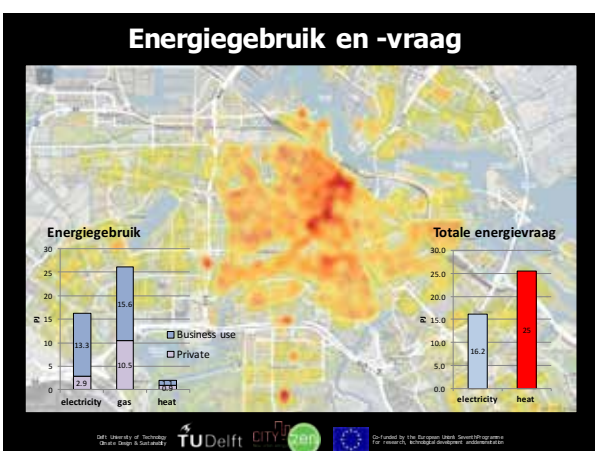 Energiegebruik en -vraag
Energiegebruik
30
25
20
15
10
5
0
PJ
13.3
2.9
15.6
10.5
Business use
Private
electricity gas heat
Totale energievraag
30.0
25.0
20.0
15.0
10.0
5.0
0.0
PJ
16.2
25
electricity heat
Delft University of Technology
Climate Design & Sustainability
TUDelft
CITY
zen
Co-funded by the European Union's Seventh Programme
For research, technological development and demonstration